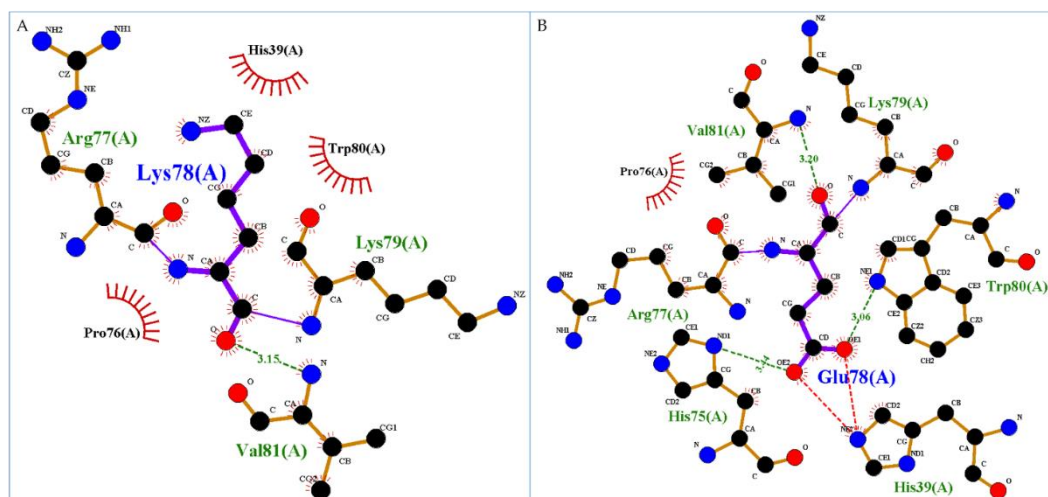 A
NH2
NH1
CZ
NE
CD
Arg77(A)
CG
CB
CA
N
C
O
His39(A)
NZ
CE
Lys78(A)
CD
CG
CB
Trp80(A)
N
CA
C
O
Pro76(A)
3.15
O
C
CA
N
Lys79(A)
CB
CG
CD
CE
NZ
N
O
C
CA
Val81(A)
CB
CG1
B
NZ
CE
CD
CG
Lys79(A)
CB
CA
N
C
O
O
C
Val81(A)
N
CA
CB
CG2
CG1
3.20
Pro76(A)
O
C
N
CA
CB
CG
CD
OE1
OE2
Glu78(A)
O
C
CA
N
CB
CG
CD
NE
NH2
CZ
NH1
Arg77(A)
N
CB
CA
C
O
CD1
CG
NE1
CD2
CE2
CE3
CZ2
CZ3
CH2
Trp80(A)
3.06
CE1
ND1
NE2
CG
CD2
CB
His75(A)
CA
N
C
O
CD2
CG
CE1
ND1
CB
CA
N
C
O
His39(A)